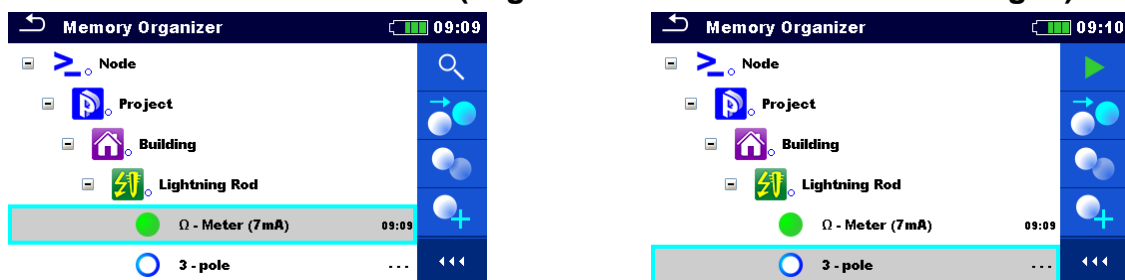 Memory Organizer 09:09
Node
Project
Building
Lightning Rod
Ω - Meter (7mA) 09:09
3 - pole ---
Memory Organizer 09:10
Node
Project
Building
Lightning Rod
Ω - Meter (7mA) 09:09
3 - pole ---